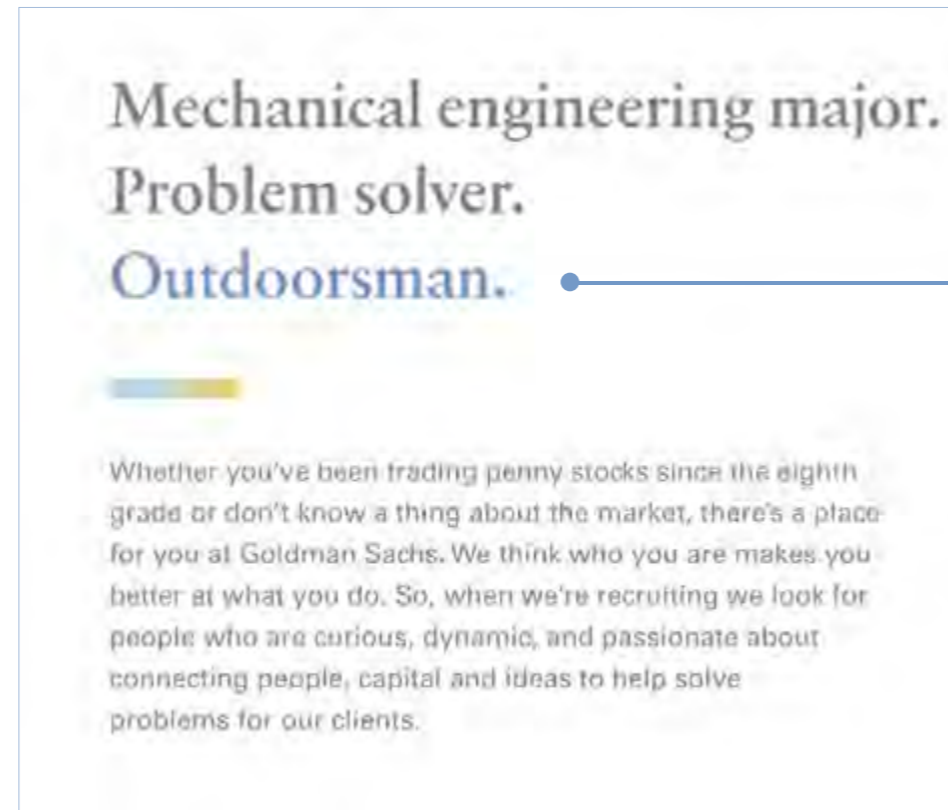 Mechanical engineering major.
Problem solver.
Outdoorsman.
Whether you've been trading penny stocks since the eighth
grade or don't know a thing about the market, there's a place
for you at Goldman Sachs. We think who you are makes you
better at what you do. So, when we're recruiting we look for
people who are curious, dynamic, and passionate about
connecting people, capital and ideas to help solve
problems for our clients.